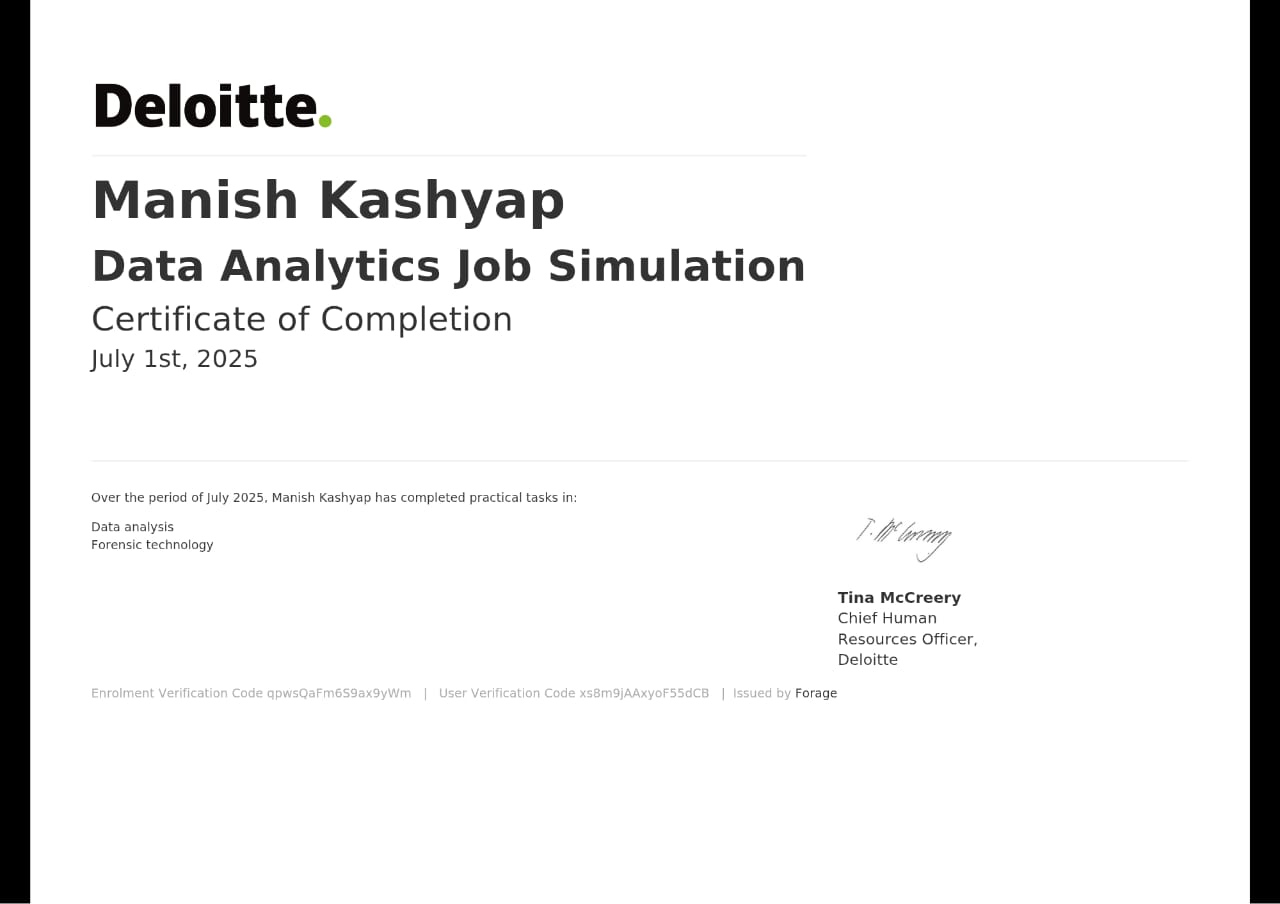 Deloitte.
Manish Kashyap
Data Analytics Job Simulation
Certificate of Completion
July 1st, 2025
Over the period of July 2025, Manish Kashyap has completed practical tasks in:
Data analysis
Forensic technology
T. McCreery
Tina McCreery
Chief Human
Resources Officer,
Deloitte
Enrolment Verification Code qpwsQaFm6S9ax9yWm | User Verification Code xs8m9jAAxyoF55dCB | Issued by Forage